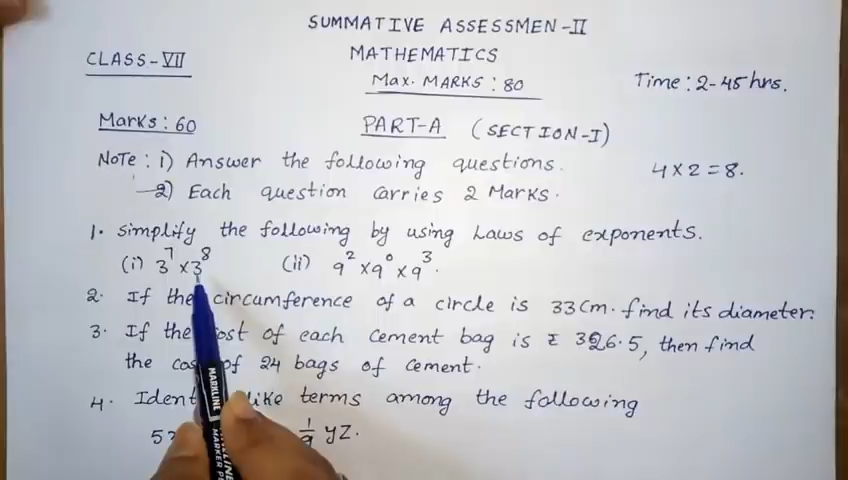 SUMMATIVE ASSESSMEN-II
MATHEMATICS
CLASS-VII
Max. MARKS: 80
Time: 2-45 hrs.
Marks: 60
PART-A (SECTION-I)
NOTE: 1) Answer the following questions.
4 × 2 = 8.
2) Each question carries 2 Marks.
1. Simplify the following by using Laws of exponents.
(i) 3⁷ × 3⁸ (ii) 9² × 9⁰ × 9³.
2. If the circumference of a circle is 33 cm. find its diameter.
3. If the cost of each cement bag is ₹ 326.5, then find
the cost of 24 bags of cement.
4. like terms among the following
yz.
MARKLINE